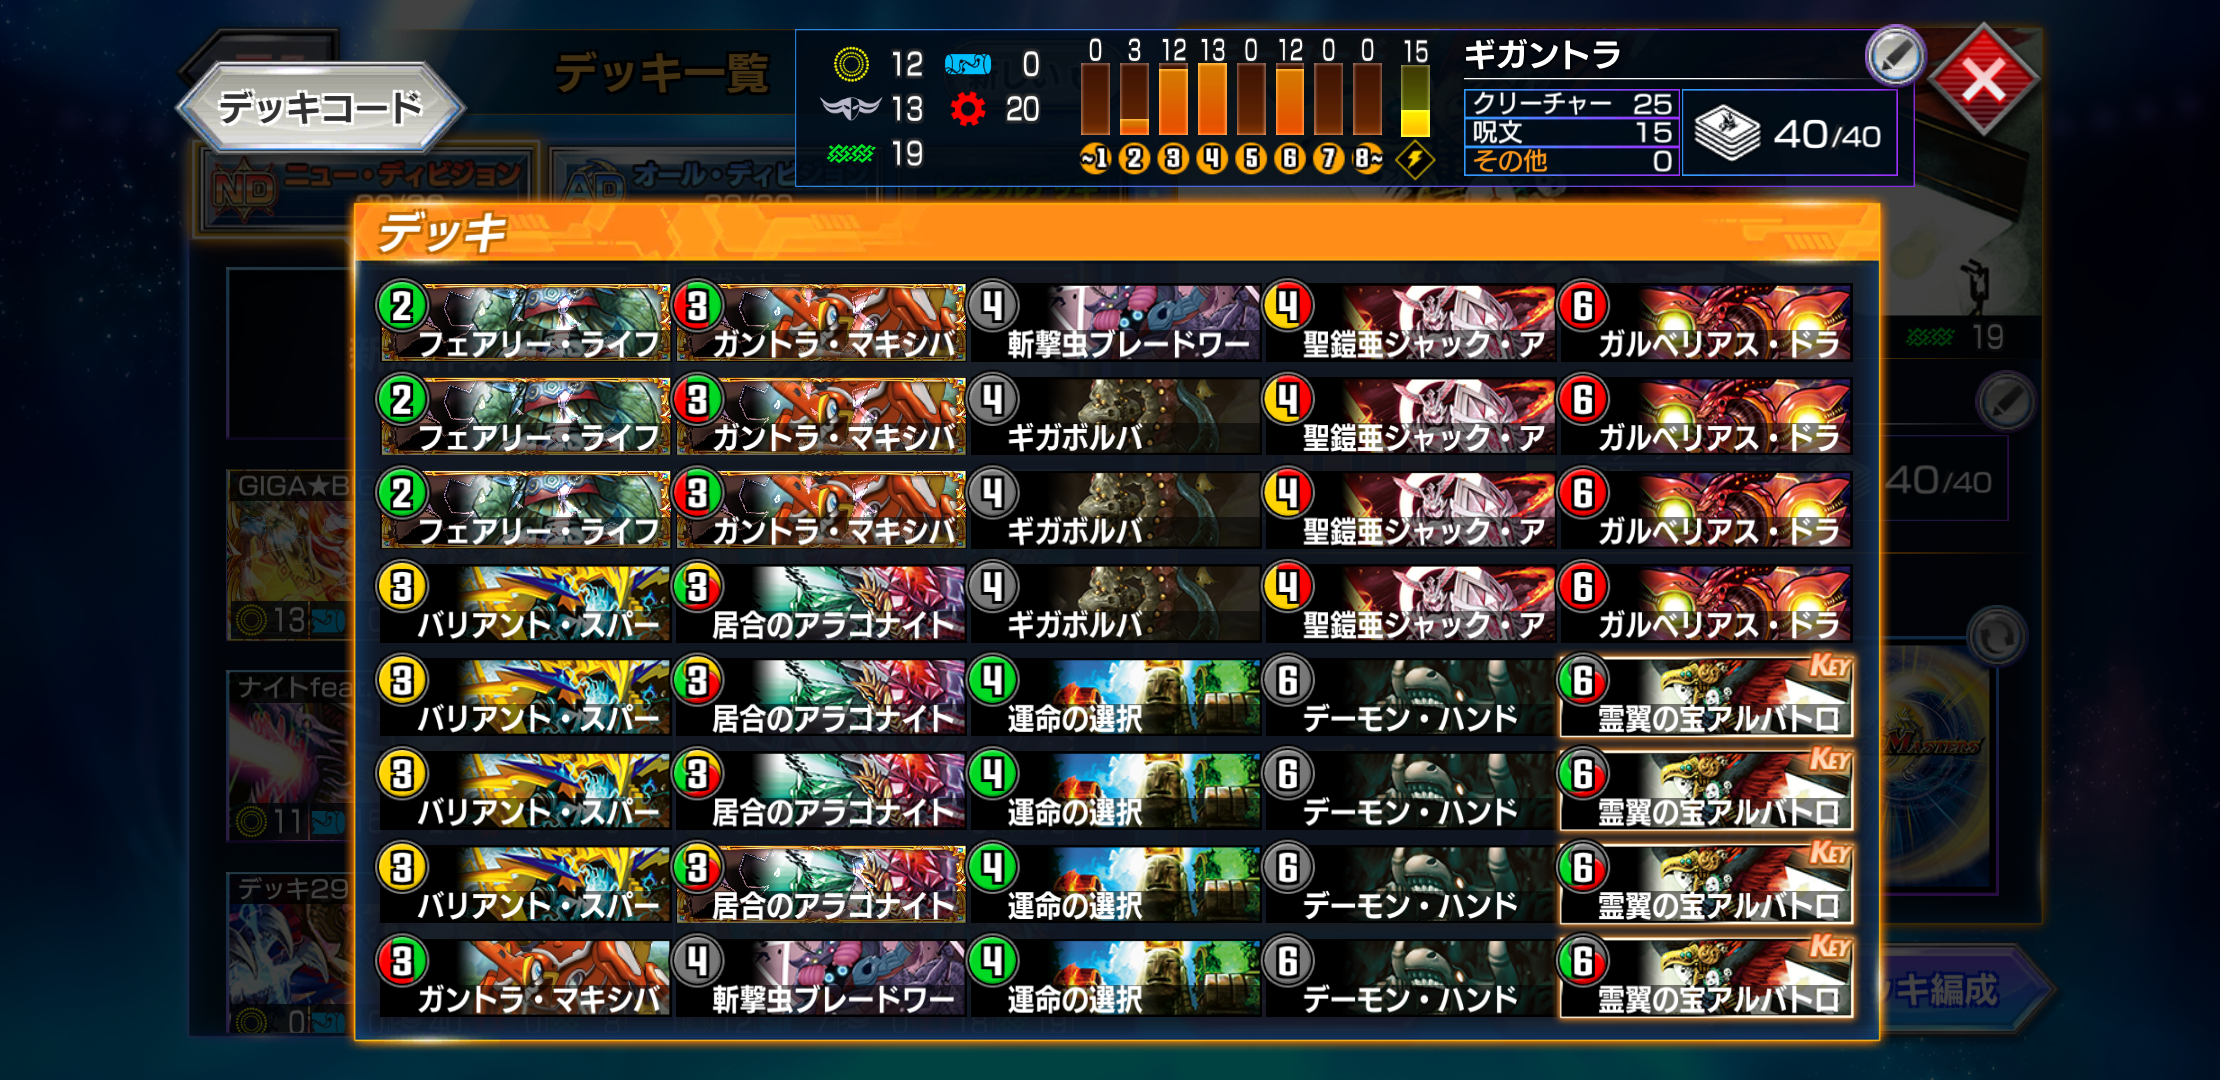 デッキコード
デッキ一覧
12 0
13 20
19
0 3 12 13 0 12 0 0 15
~1 2 3 4 5 6 7 8~
ギガントラ
クリーチャー 25
呪文 15
その他 0
40/40
ND ニュー・ディビジョン
AD オール・ディビジョン
デッキ
2 フェアリー・ライフ
3 ガントラ・マキシバ
4 斬撃虫ブレードワー
4 聖鎧亜ジャック・ア
6 ガルベリアス・ドラ
2 フェアリー・ライフ
3 ガントラ・マキシバ
4 ギガボルバ
4 聖鎧亜ジャック・ア
6 ガルベリアス・ドラ
2 フェアリー・ライフ
3 ガントラ・マキシバ
4 ギガボルバ
4 聖鎧亜ジャック・ア
6 ガルベリアス・ドラ
3 バリアント・スパー
3 居合のアラゴナイト
4 ギガボルバ
4 聖鎧亜ジャック・ア
6 ガルベリアス・ドラ
3 バリアント・スパー
3 居合のアラゴナイト
4 運命の選択
6 デーモン・ハンド
6 霊翼の宝アルバトロ KEY
3 バリアント・スパー
3 居合のアラゴナイト
4 運命の選択
6 デーモン・ハンド
6 霊翼の宝アルバトロ KEY
3 バリアント・スパー
3 居合のアラゴナイト
4 運命の選択
6 デーモン・ハンド
6 霊翼の宝アルバトロ KEY
3 ガントラ・マキシバ
4 斬撃虫ブレードワー
4 運命の選択
6 デーモン・ハンド
6 霊翼の宝アルバトロ KEY
GIGA★B
13
ナイトfea
11
デッキ29
0
19
40/40
MASTERS
ッキ編成